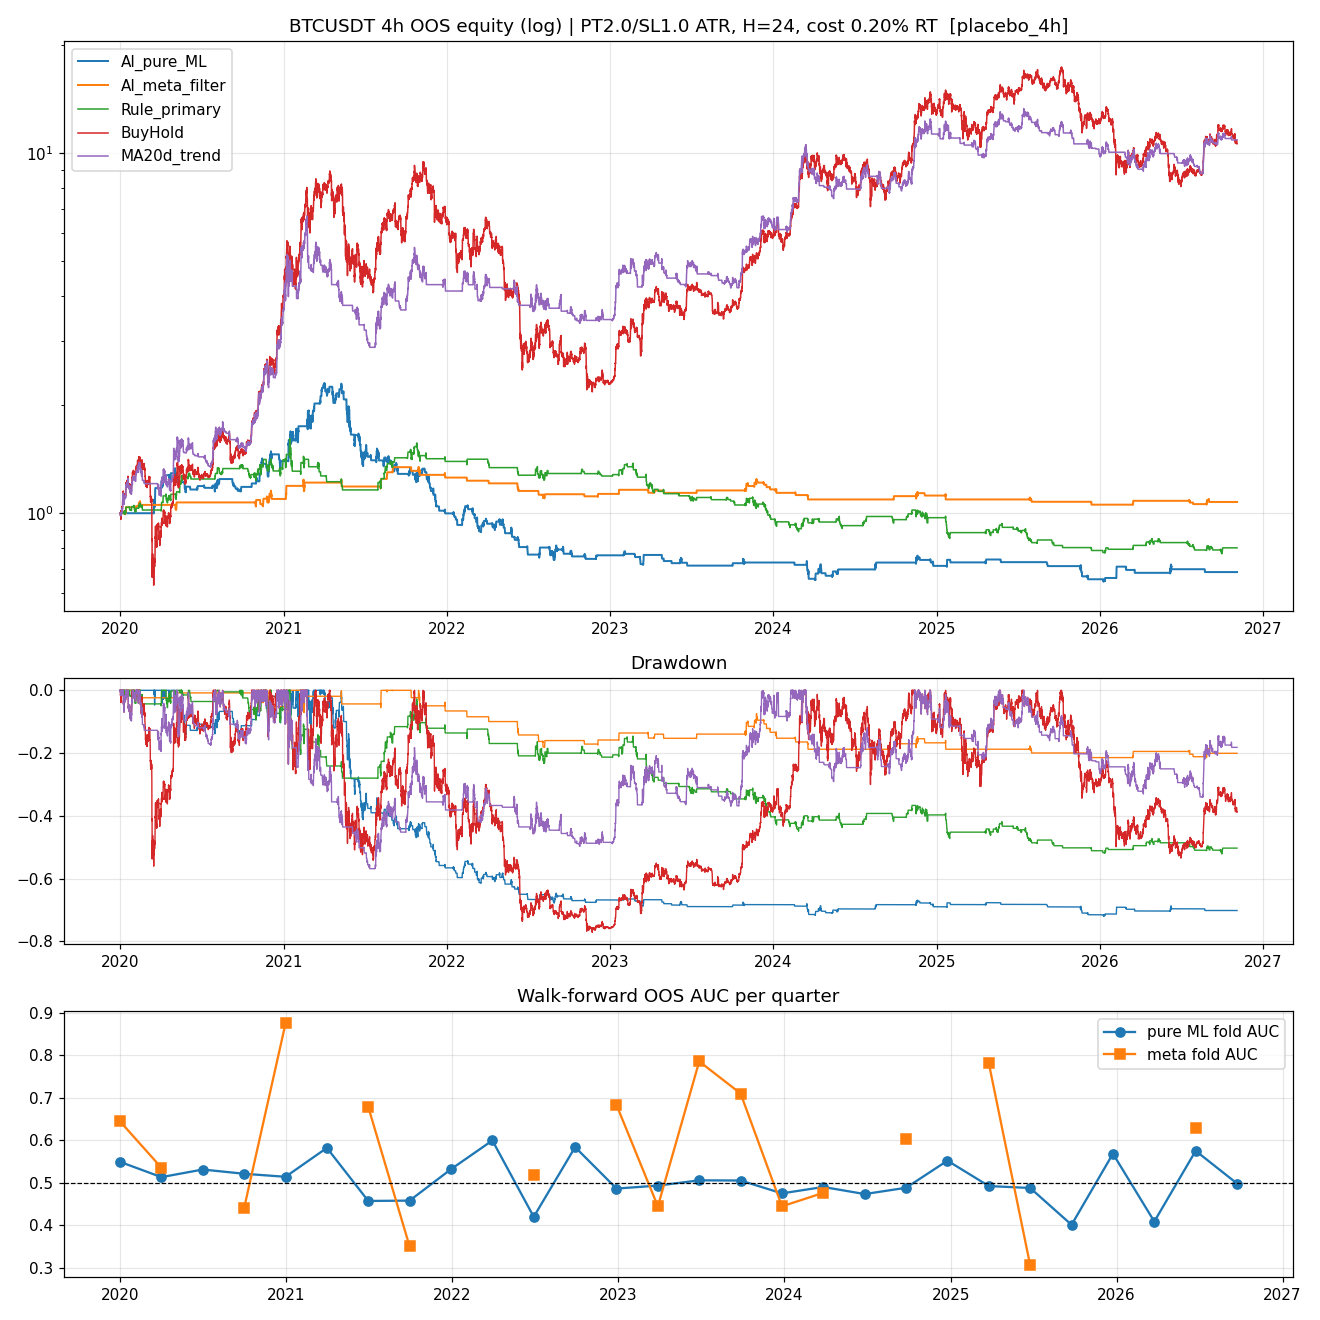 BTCUSDT 4h OOS equity (log) | PT2.0/SL1.0 ATR, H=24, cost 0.20% RT  [placebo_4h]
AI_pure_ML
AI_meta_filter
Rule_primary
BuyHold
MA20d_trend
10¹
10⁰
2020 2021 2022 2023 2024 2025 2026 2027
Drawdown
0.0
−0.2
−0.4
−0.6
−0.8
2020 2021 2022 2023 2024 2025 2026 2027
Walk-forward OOS AUC per quarter
pure ML fold AUC
meta fold AUC
0.9
0.8
0.7
0.6
0.5
0.4
0.3
2020 2021 2022 2023 2024 2025 2026 2027